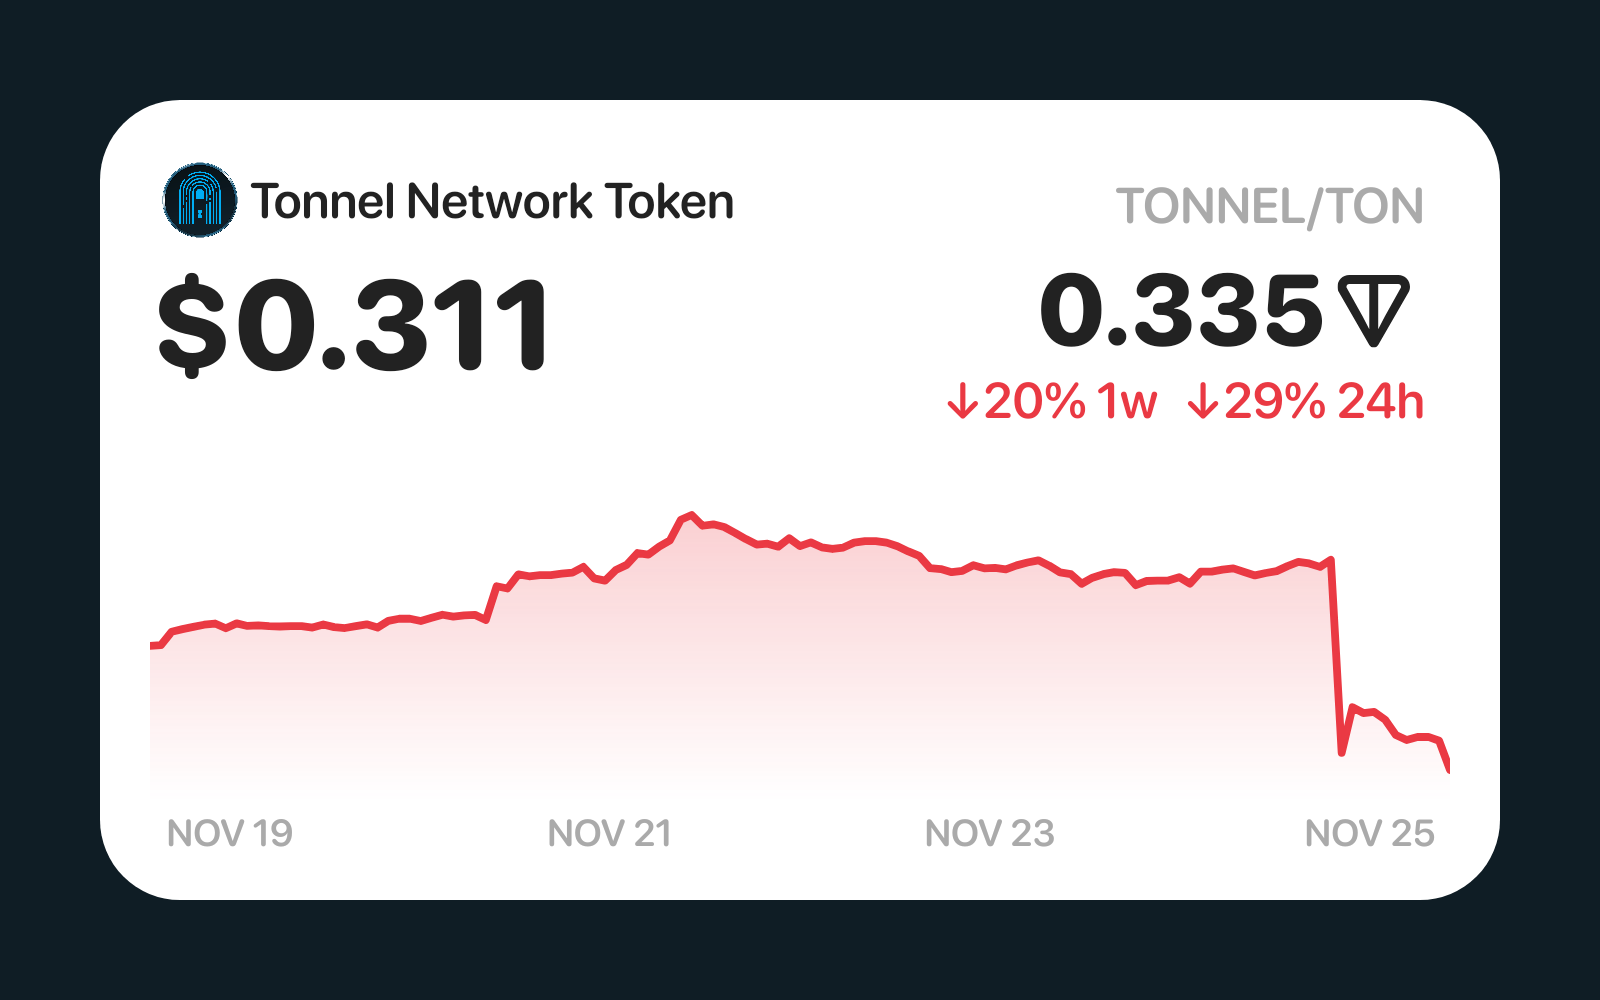 Tonnel Network Token
TONNEL/TON
$0.311
0.335
↓20% 1w ↓29% 24h
NOV 19 NOV 21 NOV 23 NOV 25